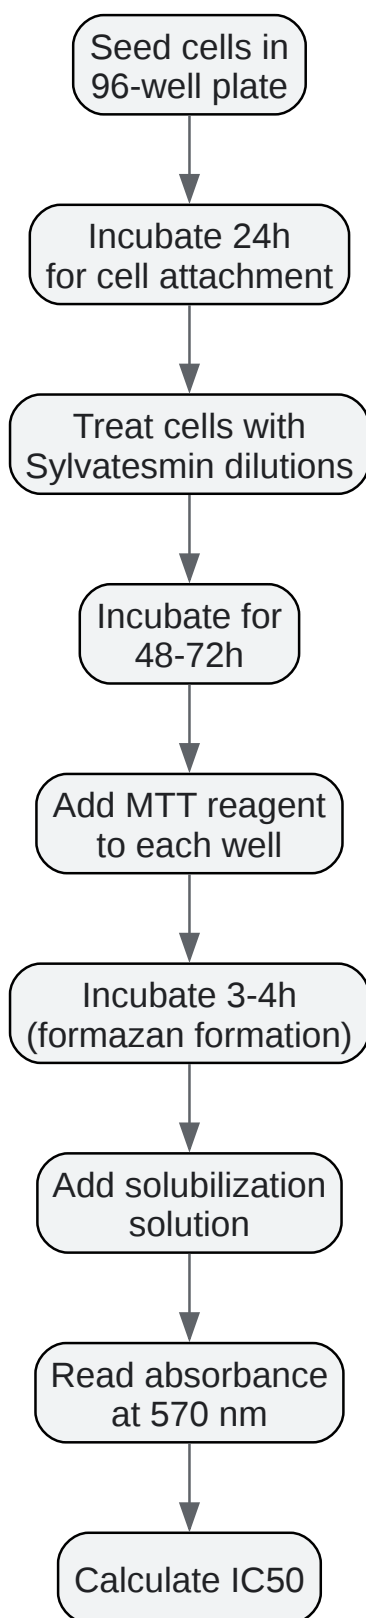 Seed cells in
96-well plate
Incubate 24h
for cell attachment
Treat cells with
Sylvatesmin dilutions
Incubate for
48-72h
Add MTT reagent
to each well
Incubate 3-4h
(formazan formation)
Add solubilization
solution
Read absorbance
at 570 nm
Calculate IC50